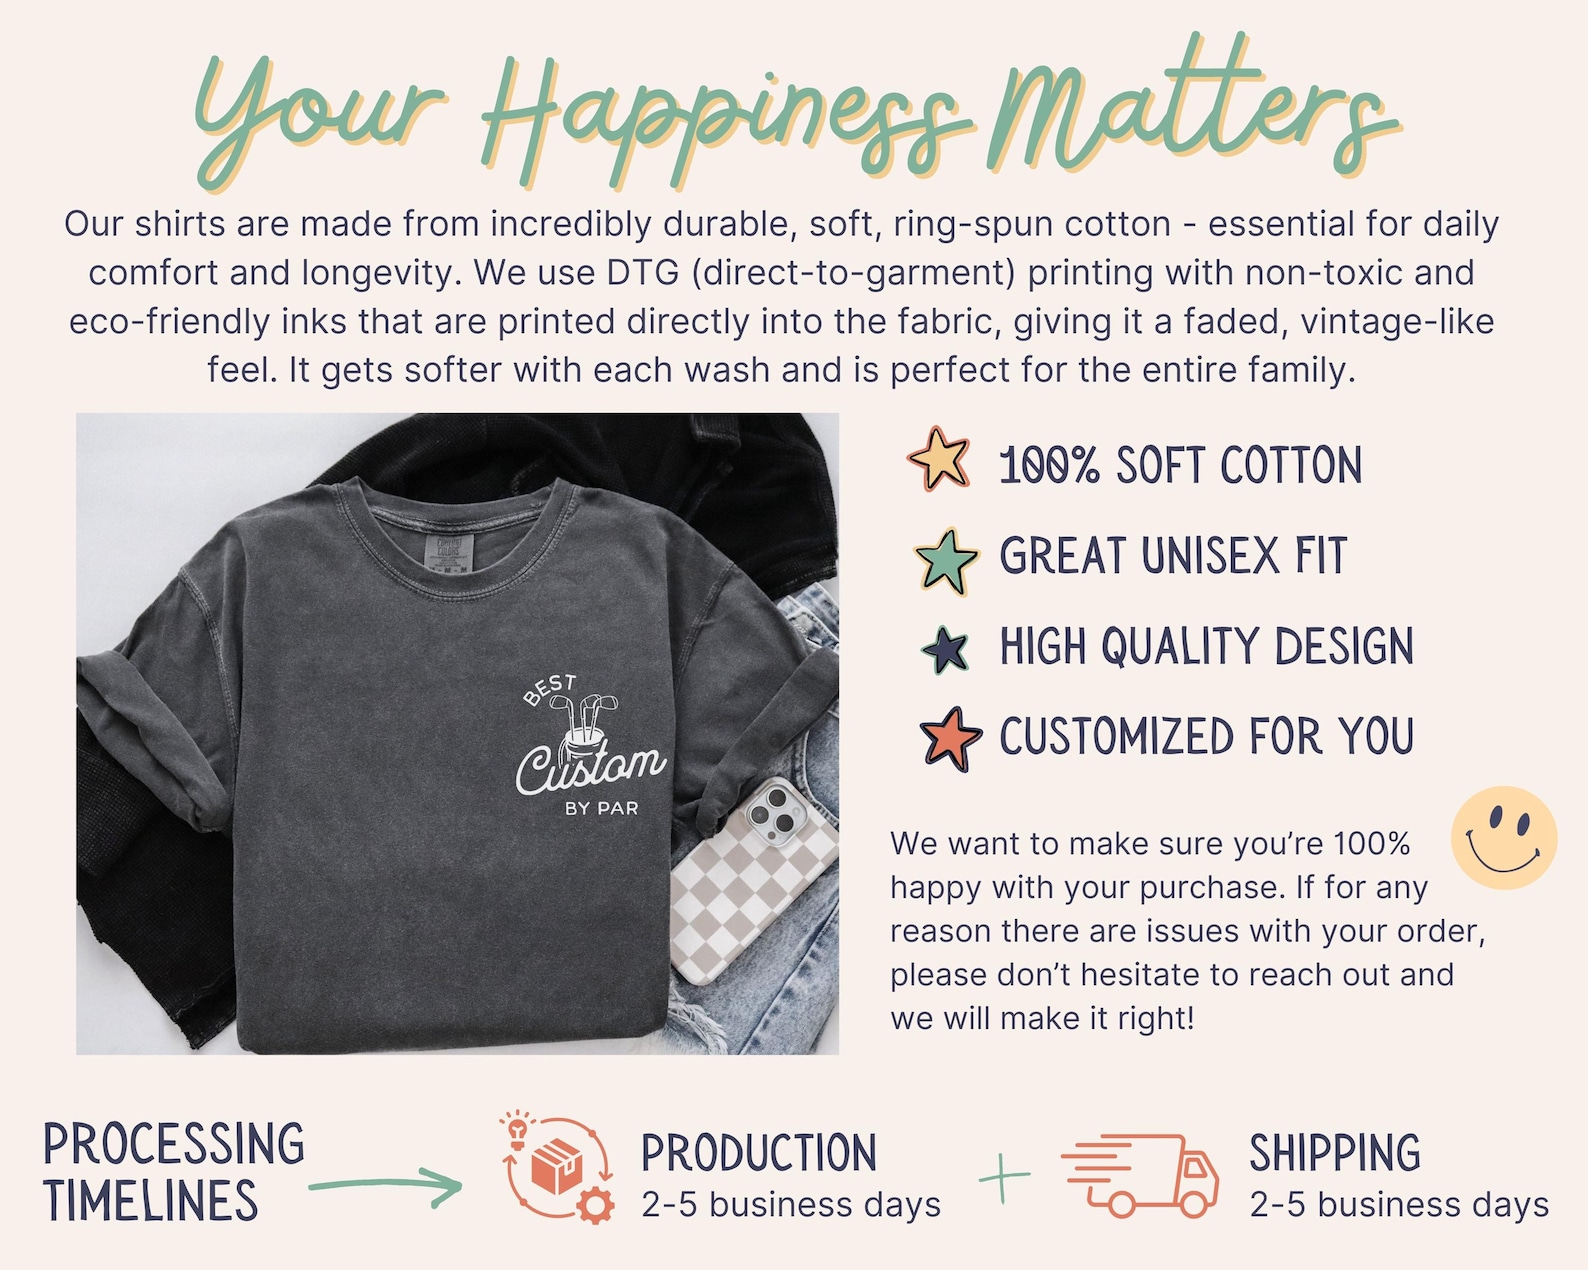 Your Happiness Matters
Our shirts are made from incredibly durable, soft, ring-spun cotton - essential for daily
comfort and longevity. We use DTG (direct-to-garment) printing with non-toxic and
eco-friendly inks that are printed directly into the fabric, giving it a faded, vintage-like
feel. It gets softer with each wash and is perfect for the entire family.
COMFORT
COLORS
BEST
Custom
BY PAR
100% SOFT COTTON
GREAT UNISEX FIT
HIGH QUALITY DESIGN
CUSTOMIZED FOR YOU
We want to make sure you’re 100%
happy with your purchase. If for any
reason there are issues with your order,
please don’t hesitate to reach out and
we will make it right!
PROCESSING
TIMELINES
PRODUCTION
2-5 business days
+
SHIPPING
2-5 business days